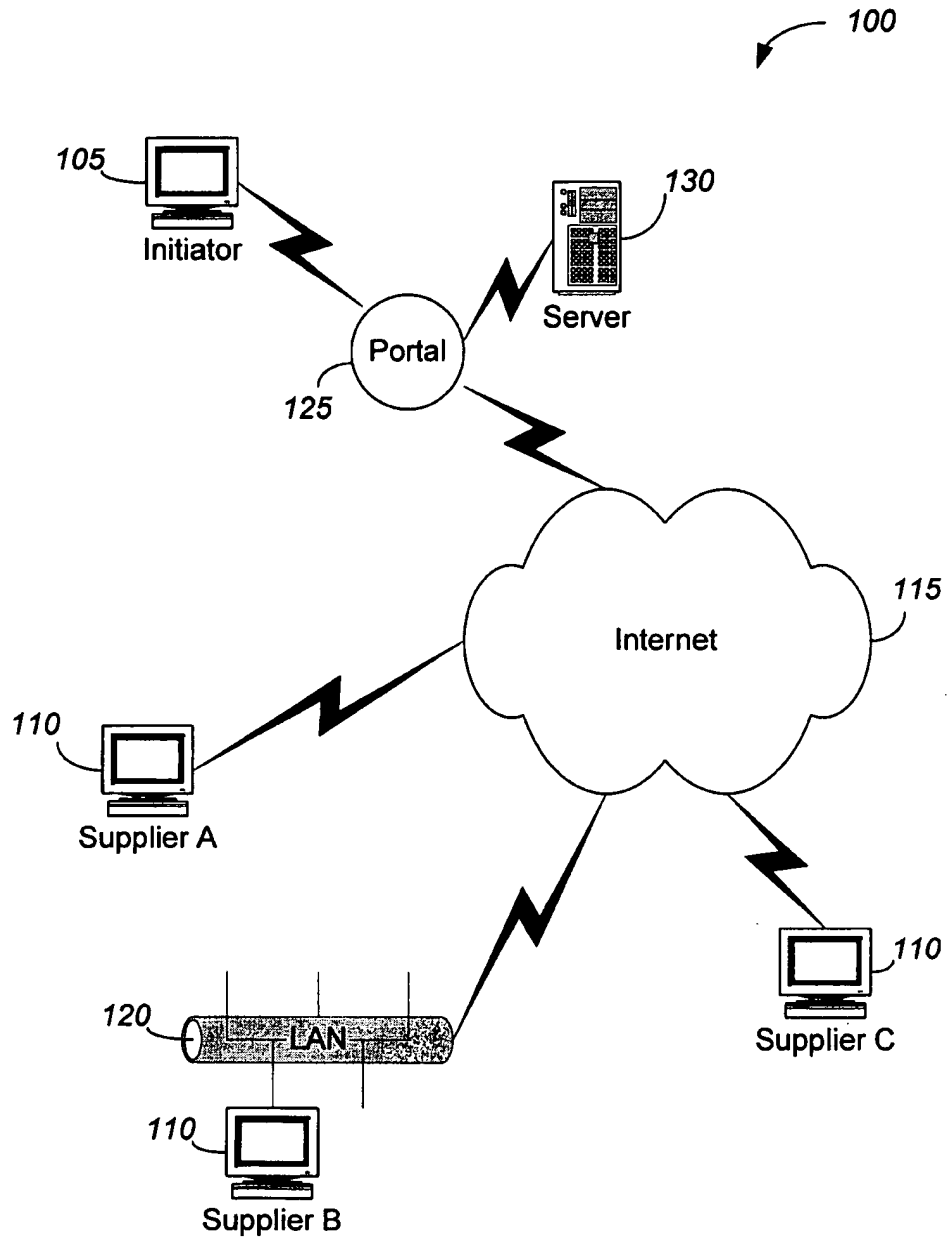 100
105
Initiator
130
Server
Portal
125
115
Internet
110
Supplier A
110
Supplier C
120
LAN
110
Supplier B